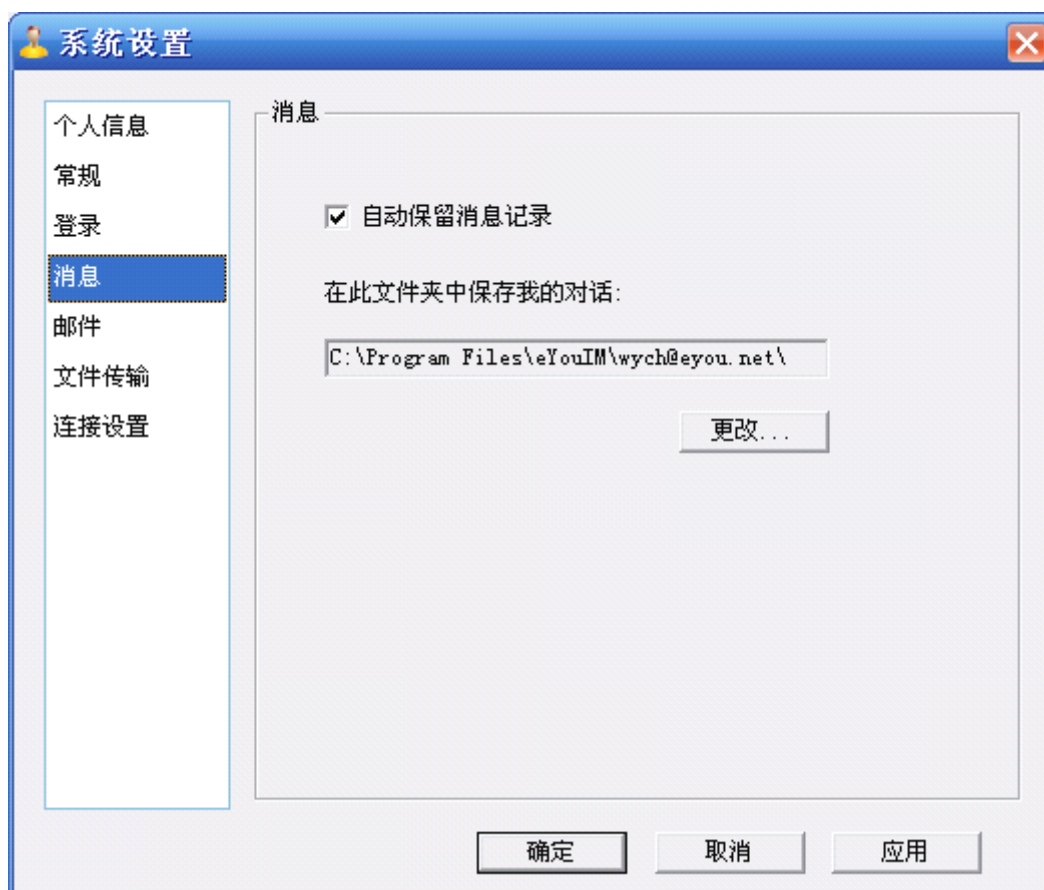 系统设置
个人信息
常规
登录
消息
邮件
文件传输
连接设置
消息
自动保留消息记录
在此文件夹中保存我的对话:
C:\Program Files\eYouIM\wych@eyou.net\
更改...
确定
取消
应用